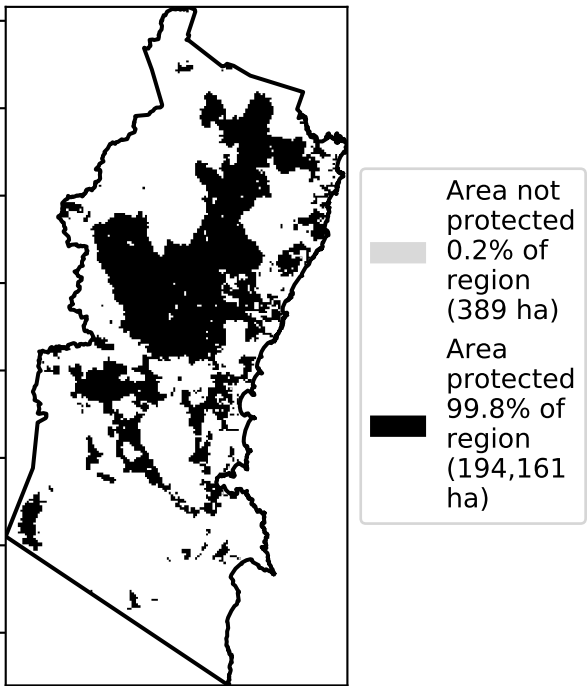 Area not
protected
0.2% of
region
(389 ha)
Area
protected
99.8% of
region
(194,161
ha)